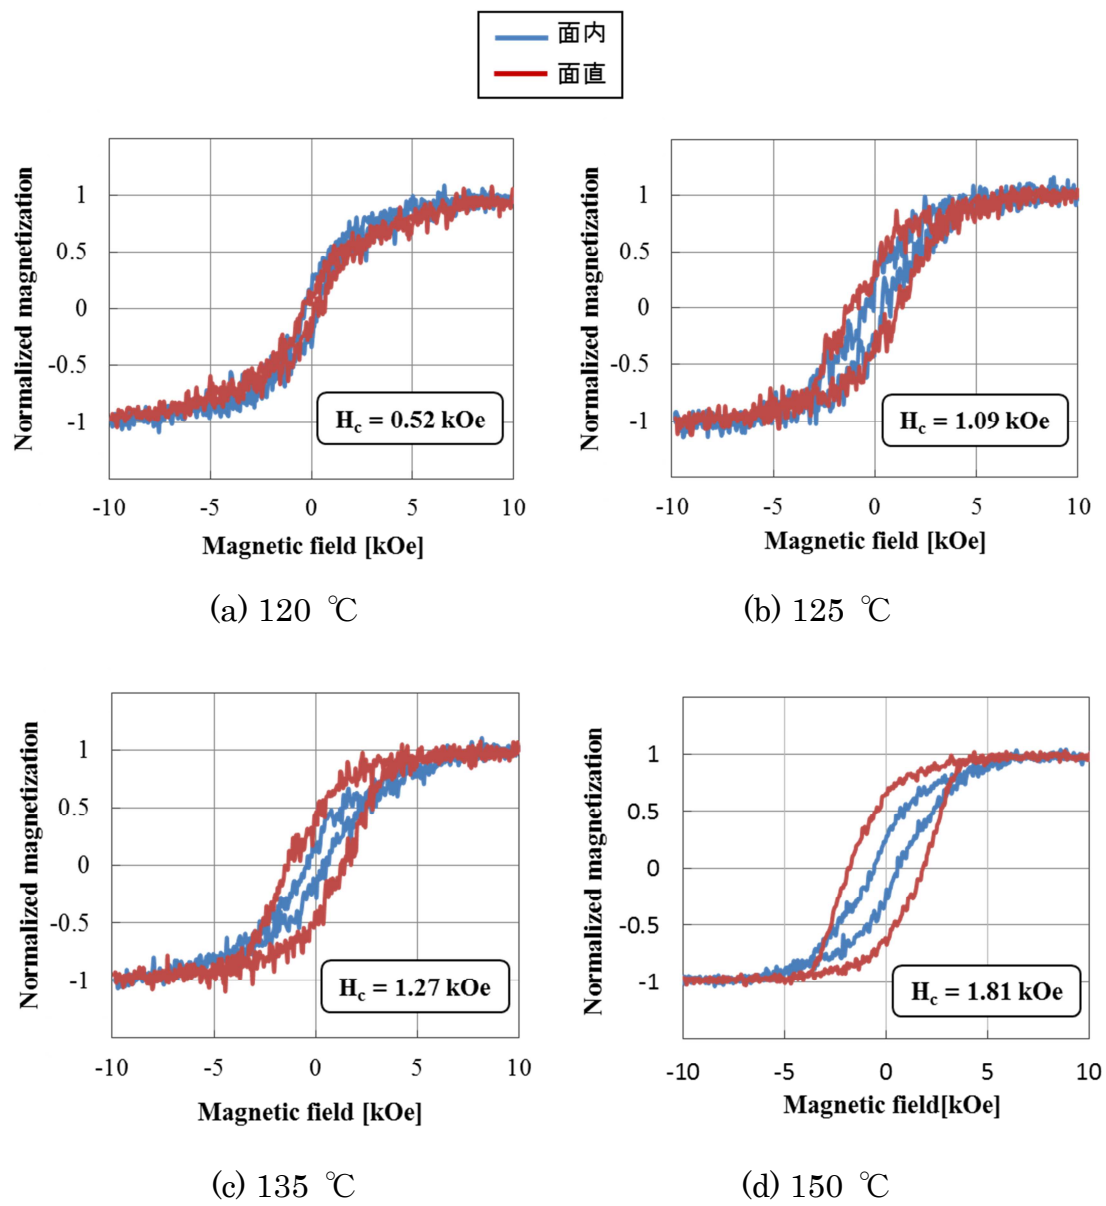 面内
面直
Normalized magnetization
1
0.5
0
-0.5
-1
-10 -5 0 5 10
Magnetic field [kOe]
Hc = 0.52 kOe
(a) 120 ℃
Normalized magnetization
1
0.5
0
-0.5
-1
-10 -5 0 5 10
Magnetic field [kOe]
Hc = 1.09 kOe
(b) 125 ℃
Normalized magnetization
1
0.5
0
-0.5
-1
-10 -5 0 5 10
Magnetic field [kOe]
Hc = 1.27 kOe
(c) 135 ℃
Normalized magnetization
1
0.5
0
-0.5
-1
-10 -5 0 5 10
Magnetic field[kOe]
Hc = 1.81 kOe
(d) 150 ℃